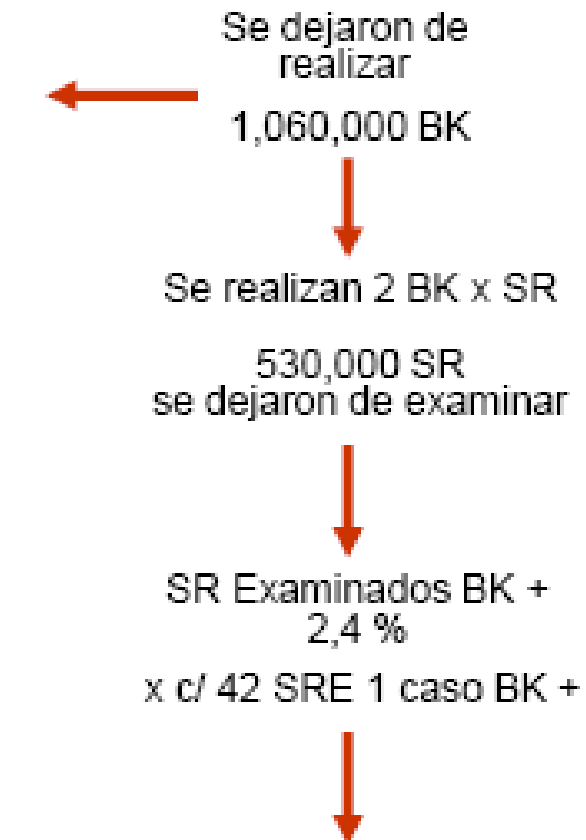 Se dejaron de
realizar
1,060,000 BK
Se realizan 2 BK x SR
530,000 SR
se dejaron de examinar
SR Examinados BK +
2,4 %
x c/ 42 SRE 1 caso BK +